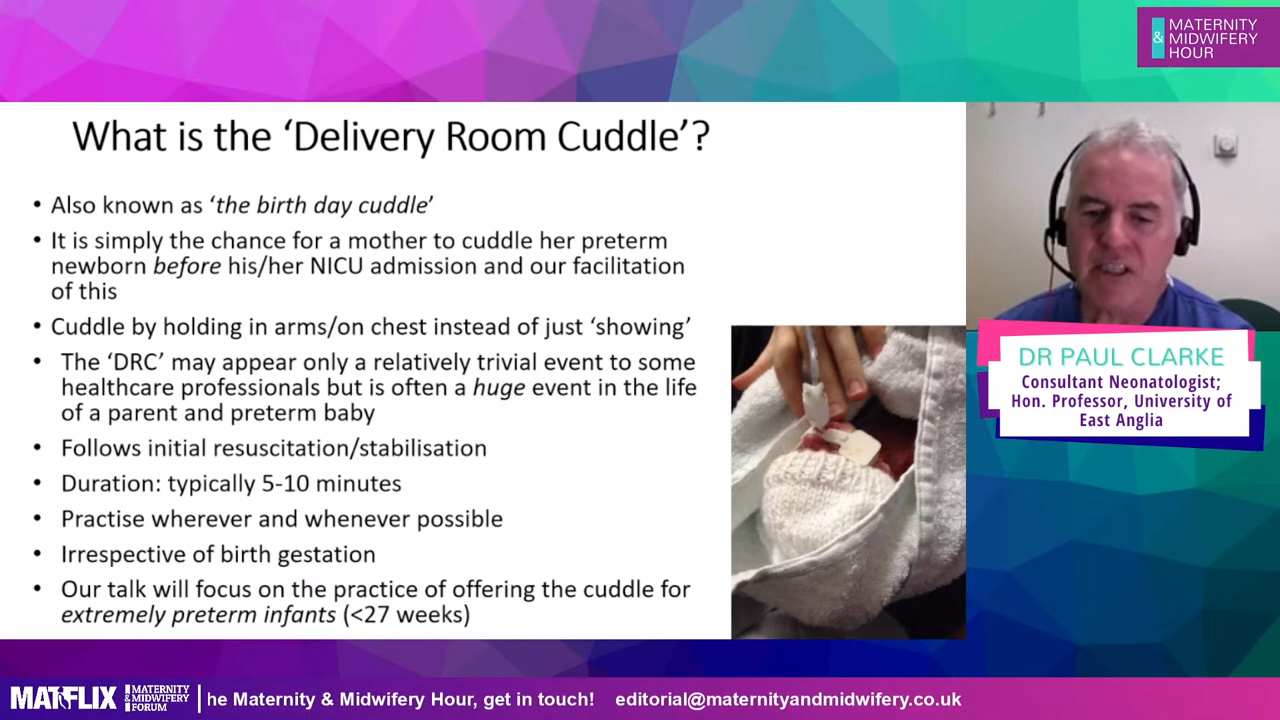 MATERNITY
& MIDWIFERY
HOUR
What is the ‘Delivery Room Cuddle’?
• Also known as ‘the birth day cuddle’
• It is simply the chance for a mother to cuddle her preterm
newborn before his/her NICU admission and our facilitation
of this
• Cuddle by holding in arms/on chest instead of just ‘showing’
• The ‘DRC’ may appear only a relatively trivial event to some
healthcare professionals but is often a huge event in the life
of a parent and preterm baby
• Follows initial resuscitation/stabilisation
• Duration: typically 5-10 minutes
• Practise wherever and whenever possible
• Irrespective of birth gestation
• Our talk will focus on the practice of offering the cuddle for
extremely preterm infants (<27 weeks)
DR PAUL CLARKE
Consultant Neonatologist;
Hon. Professor, University of
East Anglia
MATFLIX
MATERNITY
& MIDWIFERY
FORUM
he Maternity & Midwifery Hour, get in touch! editorial@maternityandmidwifery.co.uk